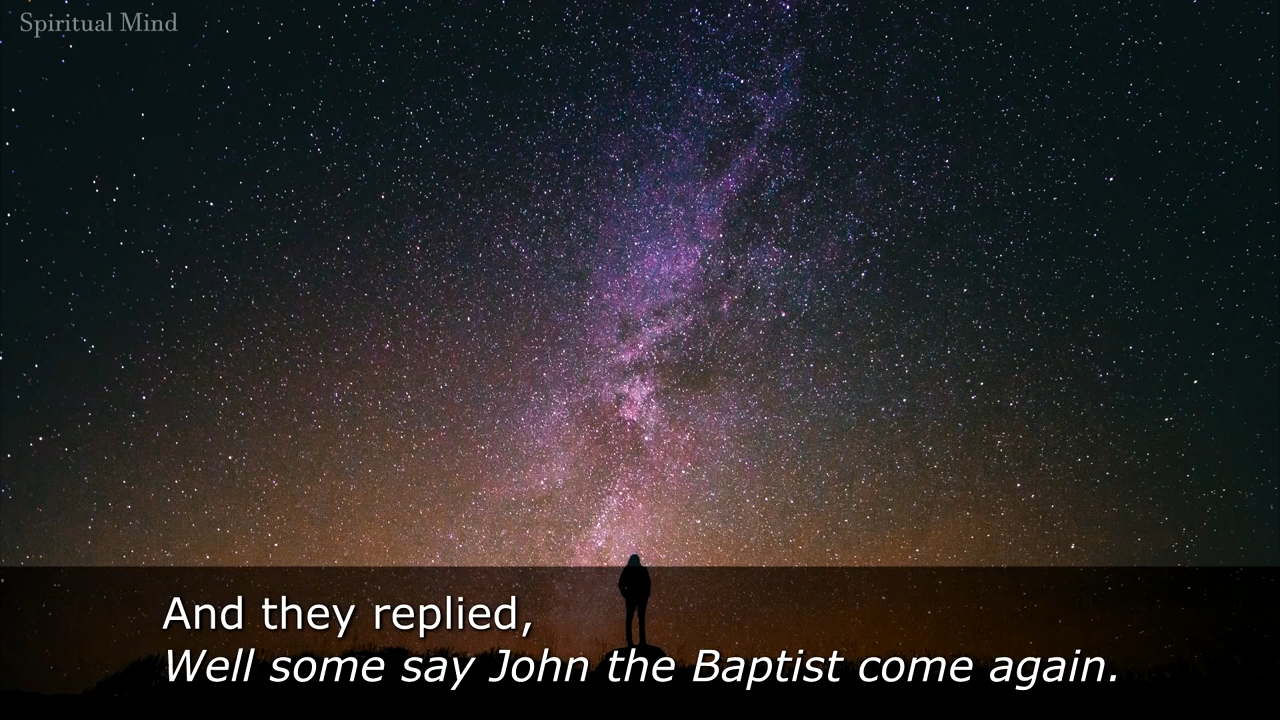 Spiritual Mind
And they replied,
Well some say John the Baptist come again.